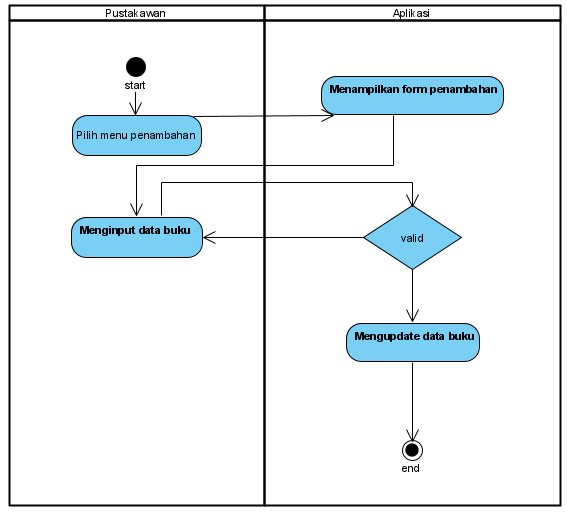 Pustakawan
Aplikasi
start
Menampilkan form penambahan
Pilih menu penambahan
Menginput data buku
valid
Mengupdate data buku
end